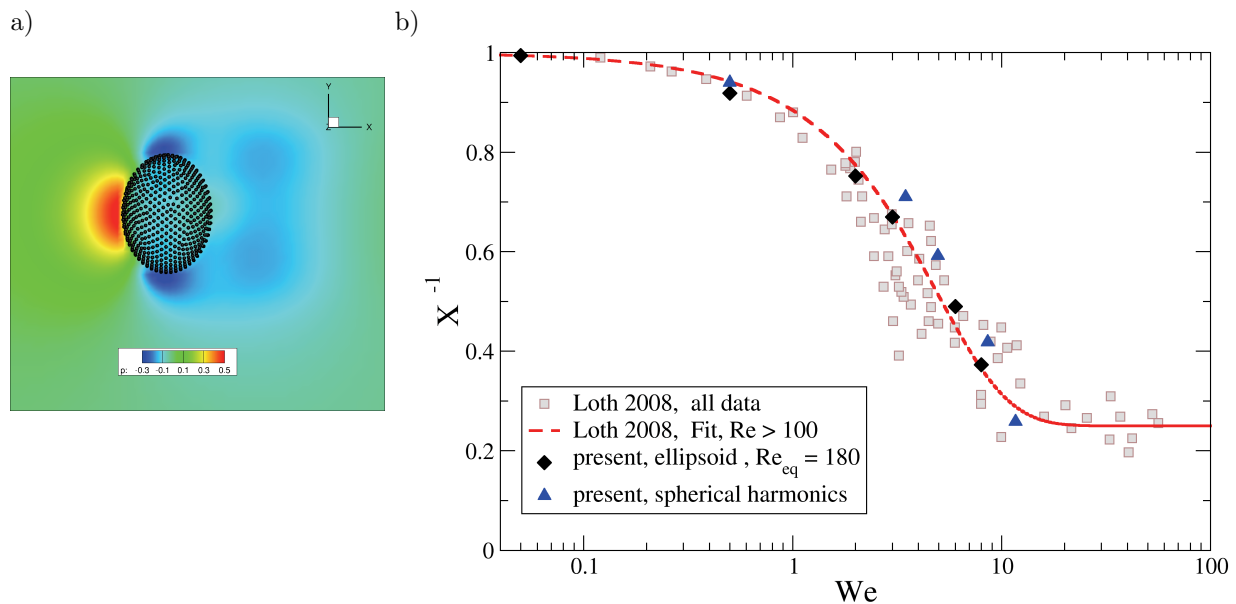 a)
b)
Y
Z X
p: -0.3 -0.1 0.1 0.3 0.5
1
0.8
0.6
0.4
0.2
0
X⁻¹
Loth 2008, all data
Loth 2008, Fit, Re > 100
present, ellipsoid , Re_eq = 180
present, spherical harmonics
0.1 1 10 100
We